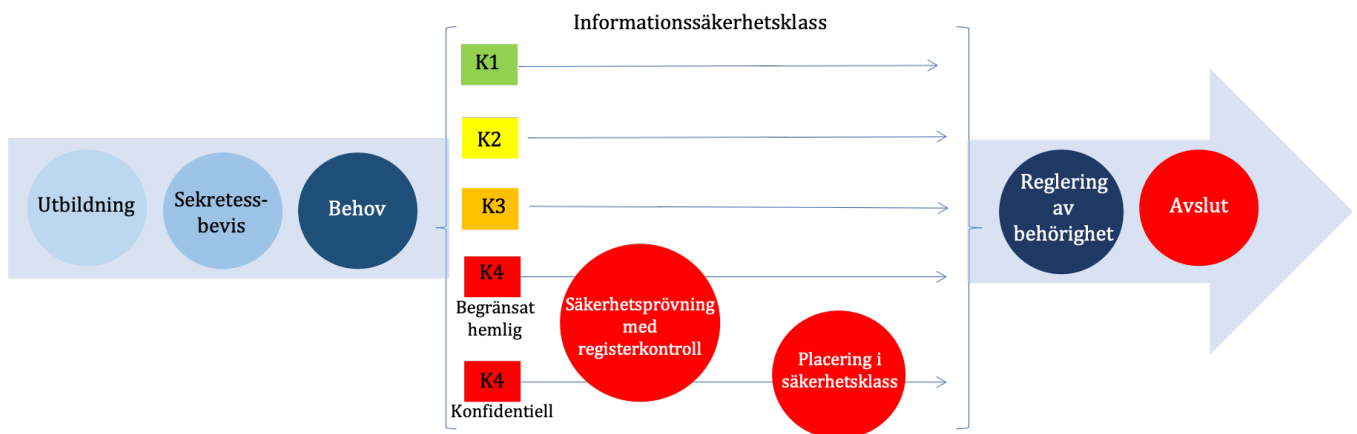 Informationssäkerhetsklass
Utbildning
Sekretess-
bevis
Behov
K1
K2
K3
K4
Begränsat
hemlig
K4
Konfidentiell
Säkerhetsprövning
med
registerkontroll
Placering i
säkerhetsklass
Reglering
av
behörighet
Avslut